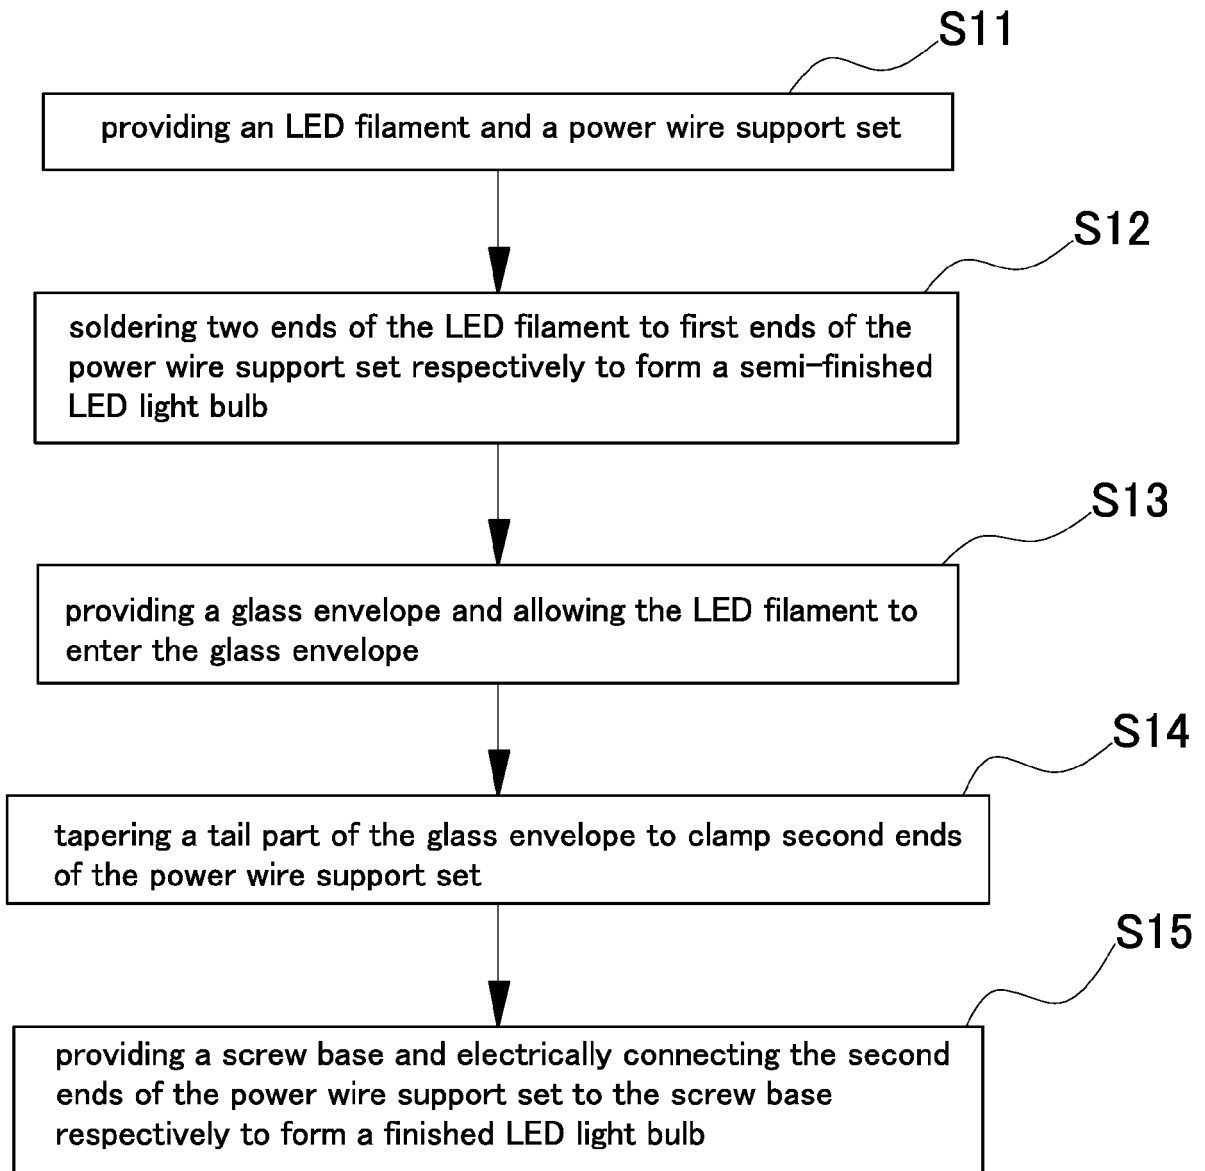 S11
providing an LED filament and a power wire support set
S12
soldering two ends of the LED filament to first ends of the
power wire support set respectively to form a semi-finished
LED light bulb
S13
providing a glass envelope and allowing the LED filament to
enter the glass envelope
S14
tapering a tail part of the glass envelope to clamp second ends
of the power wire support set
S15
providing a screw base and electrically connecting the second
ends of the power wire support set to the screw base
respectively to form a finished LED light bulb